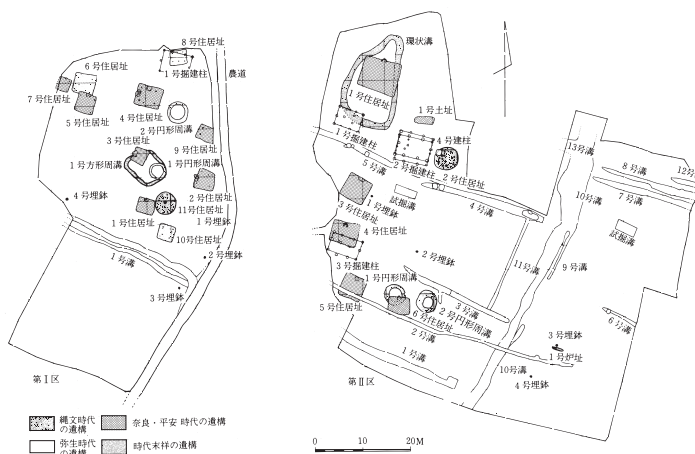 8号住居址
6号住居址
農道
1号掘建柱
7号住居址
4号住居址
5号住居址
2号円形周溝
3号住居址
9号住居址
1号方形周溝
1号円形周溝
4号埋鉢
2号住居址
1号住居址
11号住居址
1号埋鉢
10号住居址
1号溝
2号埋鉢
3号埋鉢
第Ⅰ区
環状溝
1号住居址
1号土址
1号掘建柱
4号建柱
2号掘建柱
5号溝
2号住居址
13号溝
8号溝
12号
試掘溝
4号溝
10号溝
7号溝
3号住居址
1号埋鉢
試掘溝
4号住居址
2号埋鉢
11号溝
9号溝
3号掘建柱
1号円形周溝
3号溝
5号住居址
6号住居址
2号円形周溝
2号溝
3号埋鉢
6号溝
1号炉址
1号溝
10号溝
4号埋鉢
第Ⅱ区
縄文時代
の遺構
奈良・平安 時代の遺構
弥生時代
の遺構
時代末祥の遺構
0 10 20M